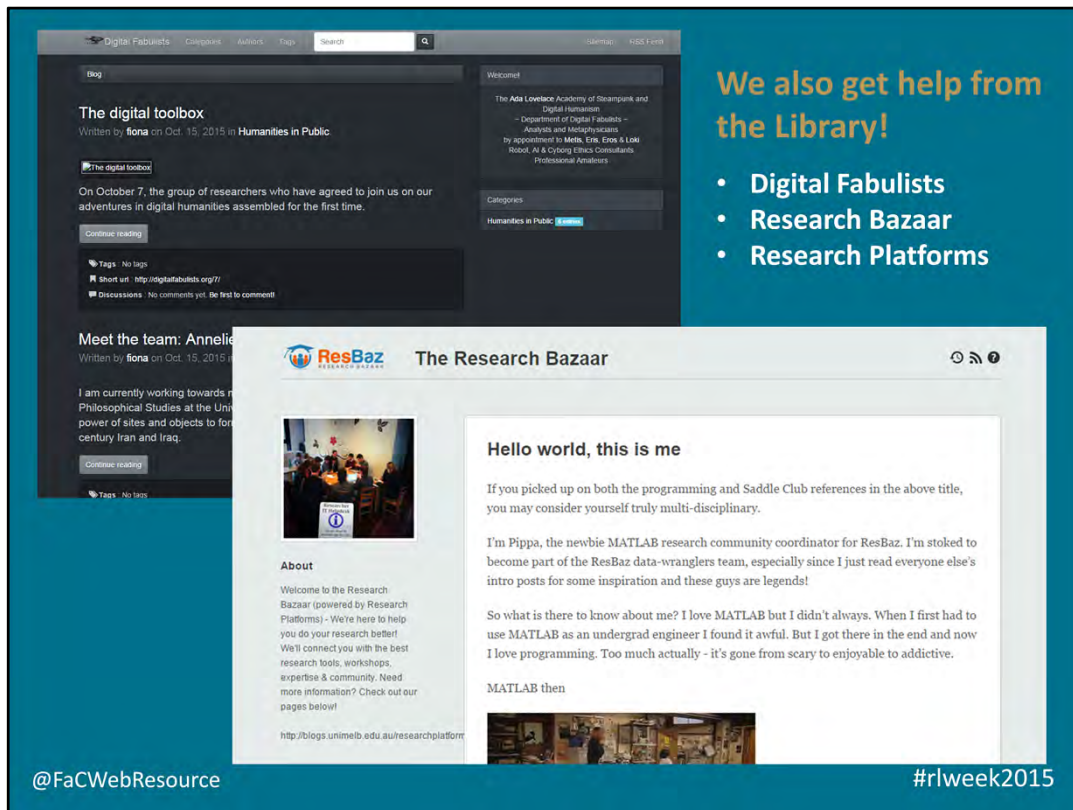 Digital Fabulists Categories Authors Tags Search Sitemap RSS Feed
Blog
The digital toolbox
Written by fiona on Oct. 15, 2015 in Humanities in Public
The digital toolbox
On October 7, the group of researchers who have agreed to join us on our
adventures in digital humanities assembled for the first time.
Continue reading
Tags No tags
Short url http://digitalfabulists.org/7/
Discussions No comments yet. Be first to comment!
Meet the team: Annelie
Written by fiona on Oct. 15, 2015
I am currently working towards
Philosophical Studies at the
power of sites and objects to
century Iran and Iraq.
Continue reading
Tags No tags
Welcome!
The Ada Lovelace Academy of Steampunk and
Digital Humanism
~ Department of Digital Fabulists ~
Analysts and Metaphysicians
by appointment to Metis, Eris, Eros & Loki
Robot, AI & Cyborg Ethics Consultants
Professional Amateurs
Categories
Humanities in Public
We also get help from
the Library!
• Digital Fabulists
• Research Bazaar
• Research Platforms
ResBaz
RESEARCH BAZAAR
The Research Bazaar
About
Welcome to the Research
Bazaar (powered by Research
Platforms) - We're here to help
you do your research better!
We'll connect you with the best
research tools, workshops,
expertise & community. Need
more information? Check out our
pages below!
http://blogs.unimelb.edu.au/researchplatform
Hello world, this is me
If you picked up on both the programming and Saddle Club references in the above title,
you may consider yourself truly multi-disciplinary.
I'm Pippa, the newbie MATLAB research community coordinator for ResBaz. I'm stoked to
become part of the ResBaz data-wranglers team, especially since I just read everyone else's
intro posts for some inspiration and these guys are legends!
So what is there to know about me? I love MATLAB but I didn't always. When I first had to
use MATLAB as an undergrad engineer I found it awful. But I got there in the end and now
I love programming. Too much actually - it's gone from scary to enjoyable to addictive.
MATLAB then
@FaCWebResource
#rlweek2015